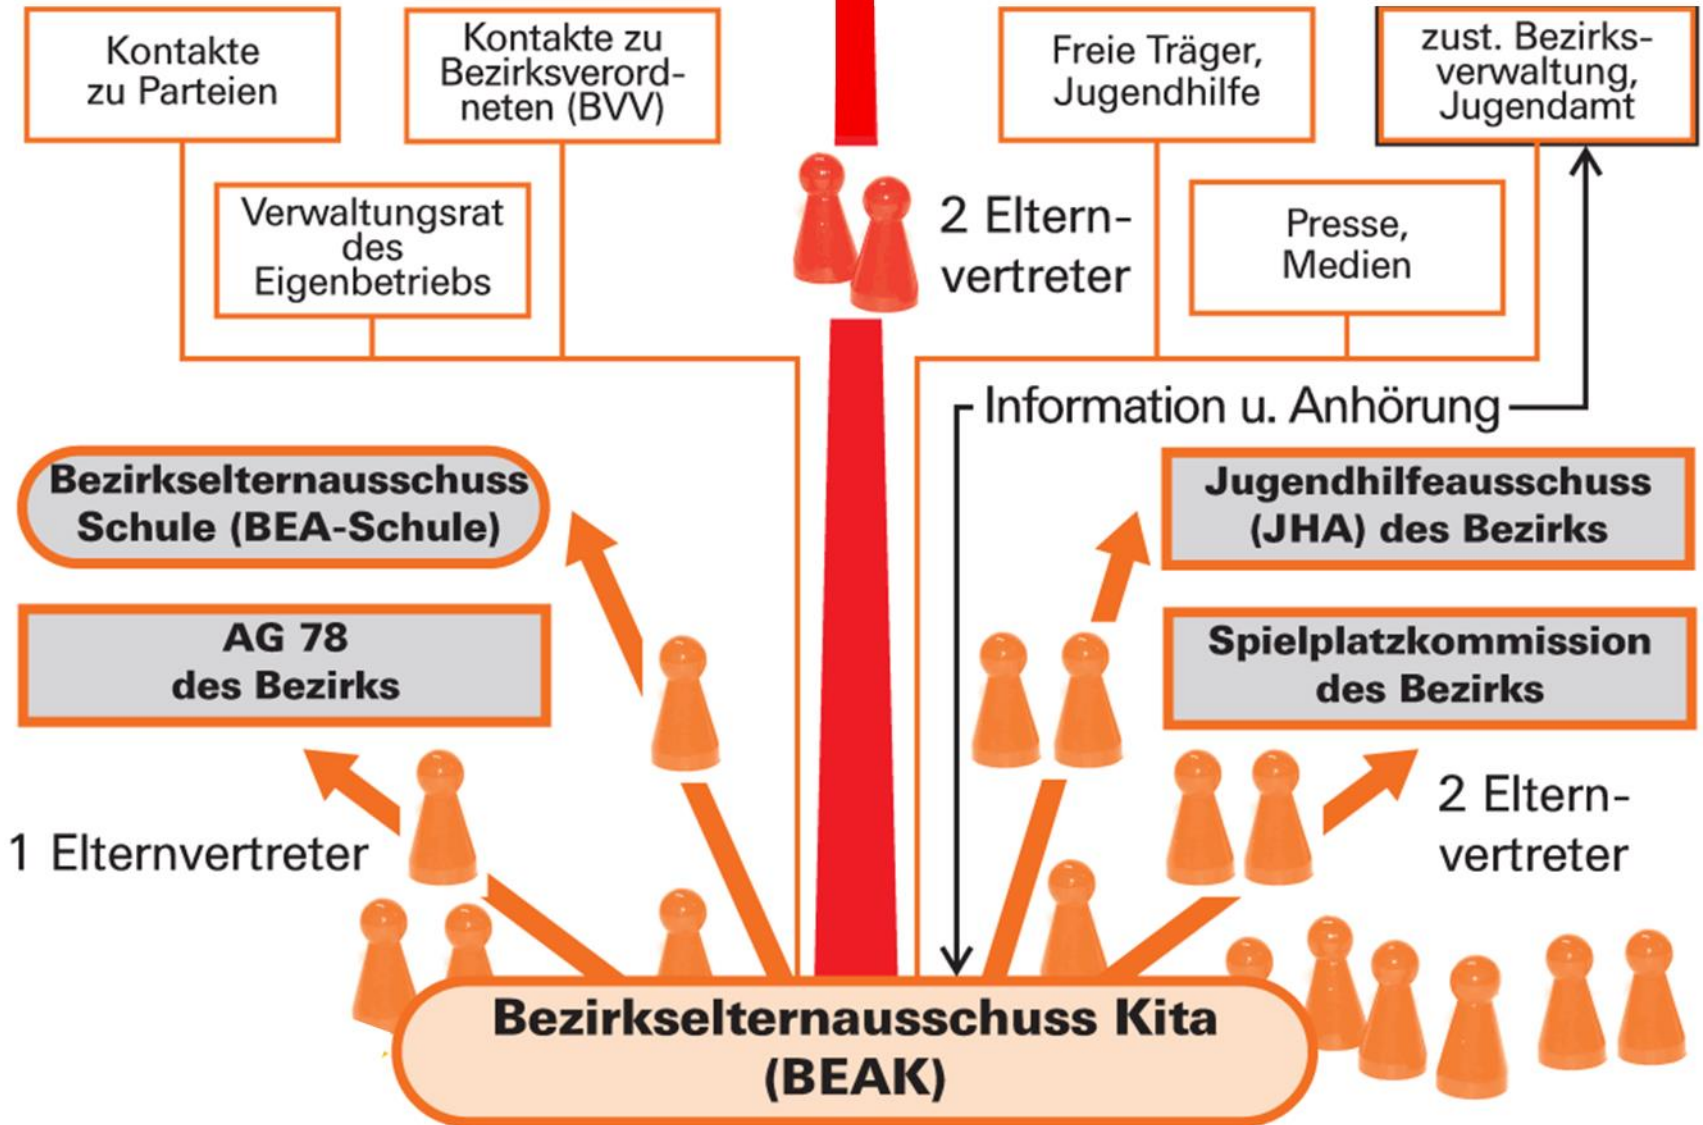 Kontakte
zu Parteien
Kontakte zu
Bezirksverord-
neten (BVV)
Freie Träger,
Jugendhilfe
zust. Bezirks-
verwaltung,
Jugendamt
Verwaltungsrat
des
Eigenbetriebs
2 Eltern-
vertreter
Presse,
Medien
Information u. Anhörung
Bezirkselternausschuss
Schule (BEA-Schule)
Jugendhilfeausschuss
(JHA) des Bezirks
AG 78
des Bezirks
Spielplatzkommission
des Bezirks
1 Elternvertreter
2 Eltern-
vertreter
Bezirkselternausschuss Kita
(BEAK)